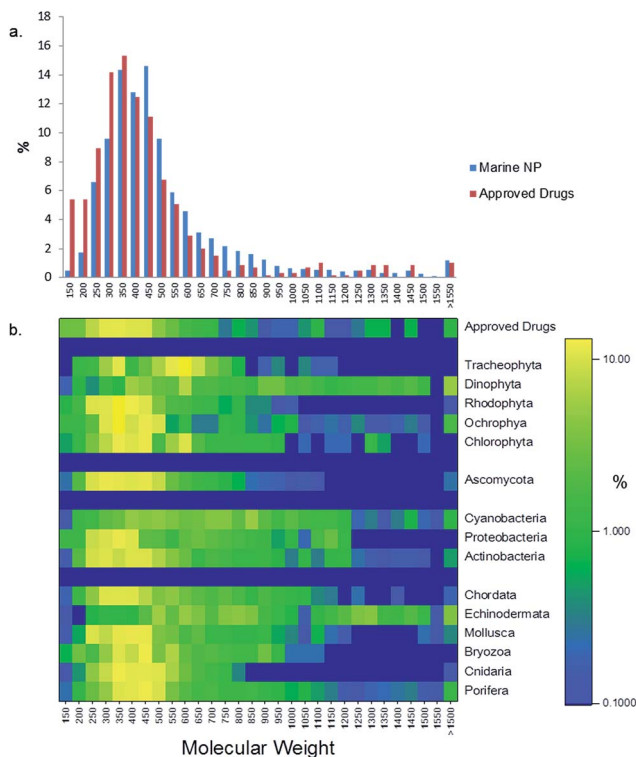 a.
18
16
14
12
10
8
6
4
2
0
%
150 200 250 300 350 400 450 500 550 600 650 700 750 800 850 900 950 1000 1050 1100 1150 1200 1250 1300 1350 1400 1450 1500 1550 >1550
Marine NP
Approved Drugs
b.
Approved Drugs
Tracheophyta
Dinophyta
Rhodophyta
Ochrophya
Chlorophyta
Ascomycota
Cyanobacteria
Proteobacteria
Actinobacteria
Chordata
Echinodermata
Mollusca
Bryozoa
Cnidaria
Porifera
10.00
%
1.000
0.1000
150 200 250 300 350 400 450 500 550 600 650 700 750 800 850 900 950 1000 1050 1100 1150 1200 1250 1300 1350 1400 1450 1500 1550 >1500
Molecular Weight